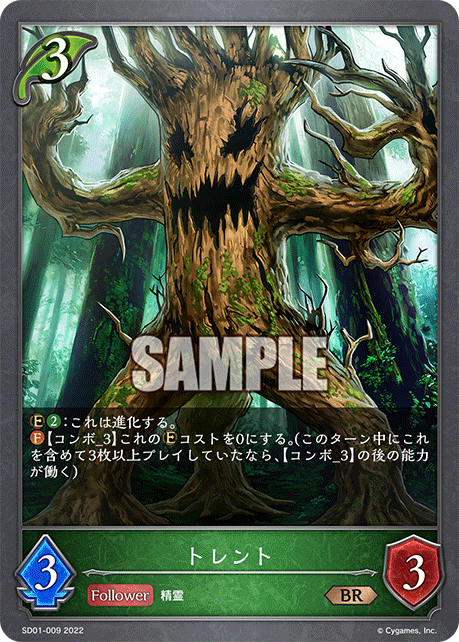 3
SAMPLE
E 2:これは進化する。
F【コンボ_3】これのEコストを0にする。(このターン中にこれ
を含めて3枚以上プレイしていたなら、【コンボ_3】の後の能力
が働く)
トレント
3
Follower 精霊
BR
3
SD01-009 2022
© Cygames, Inc.